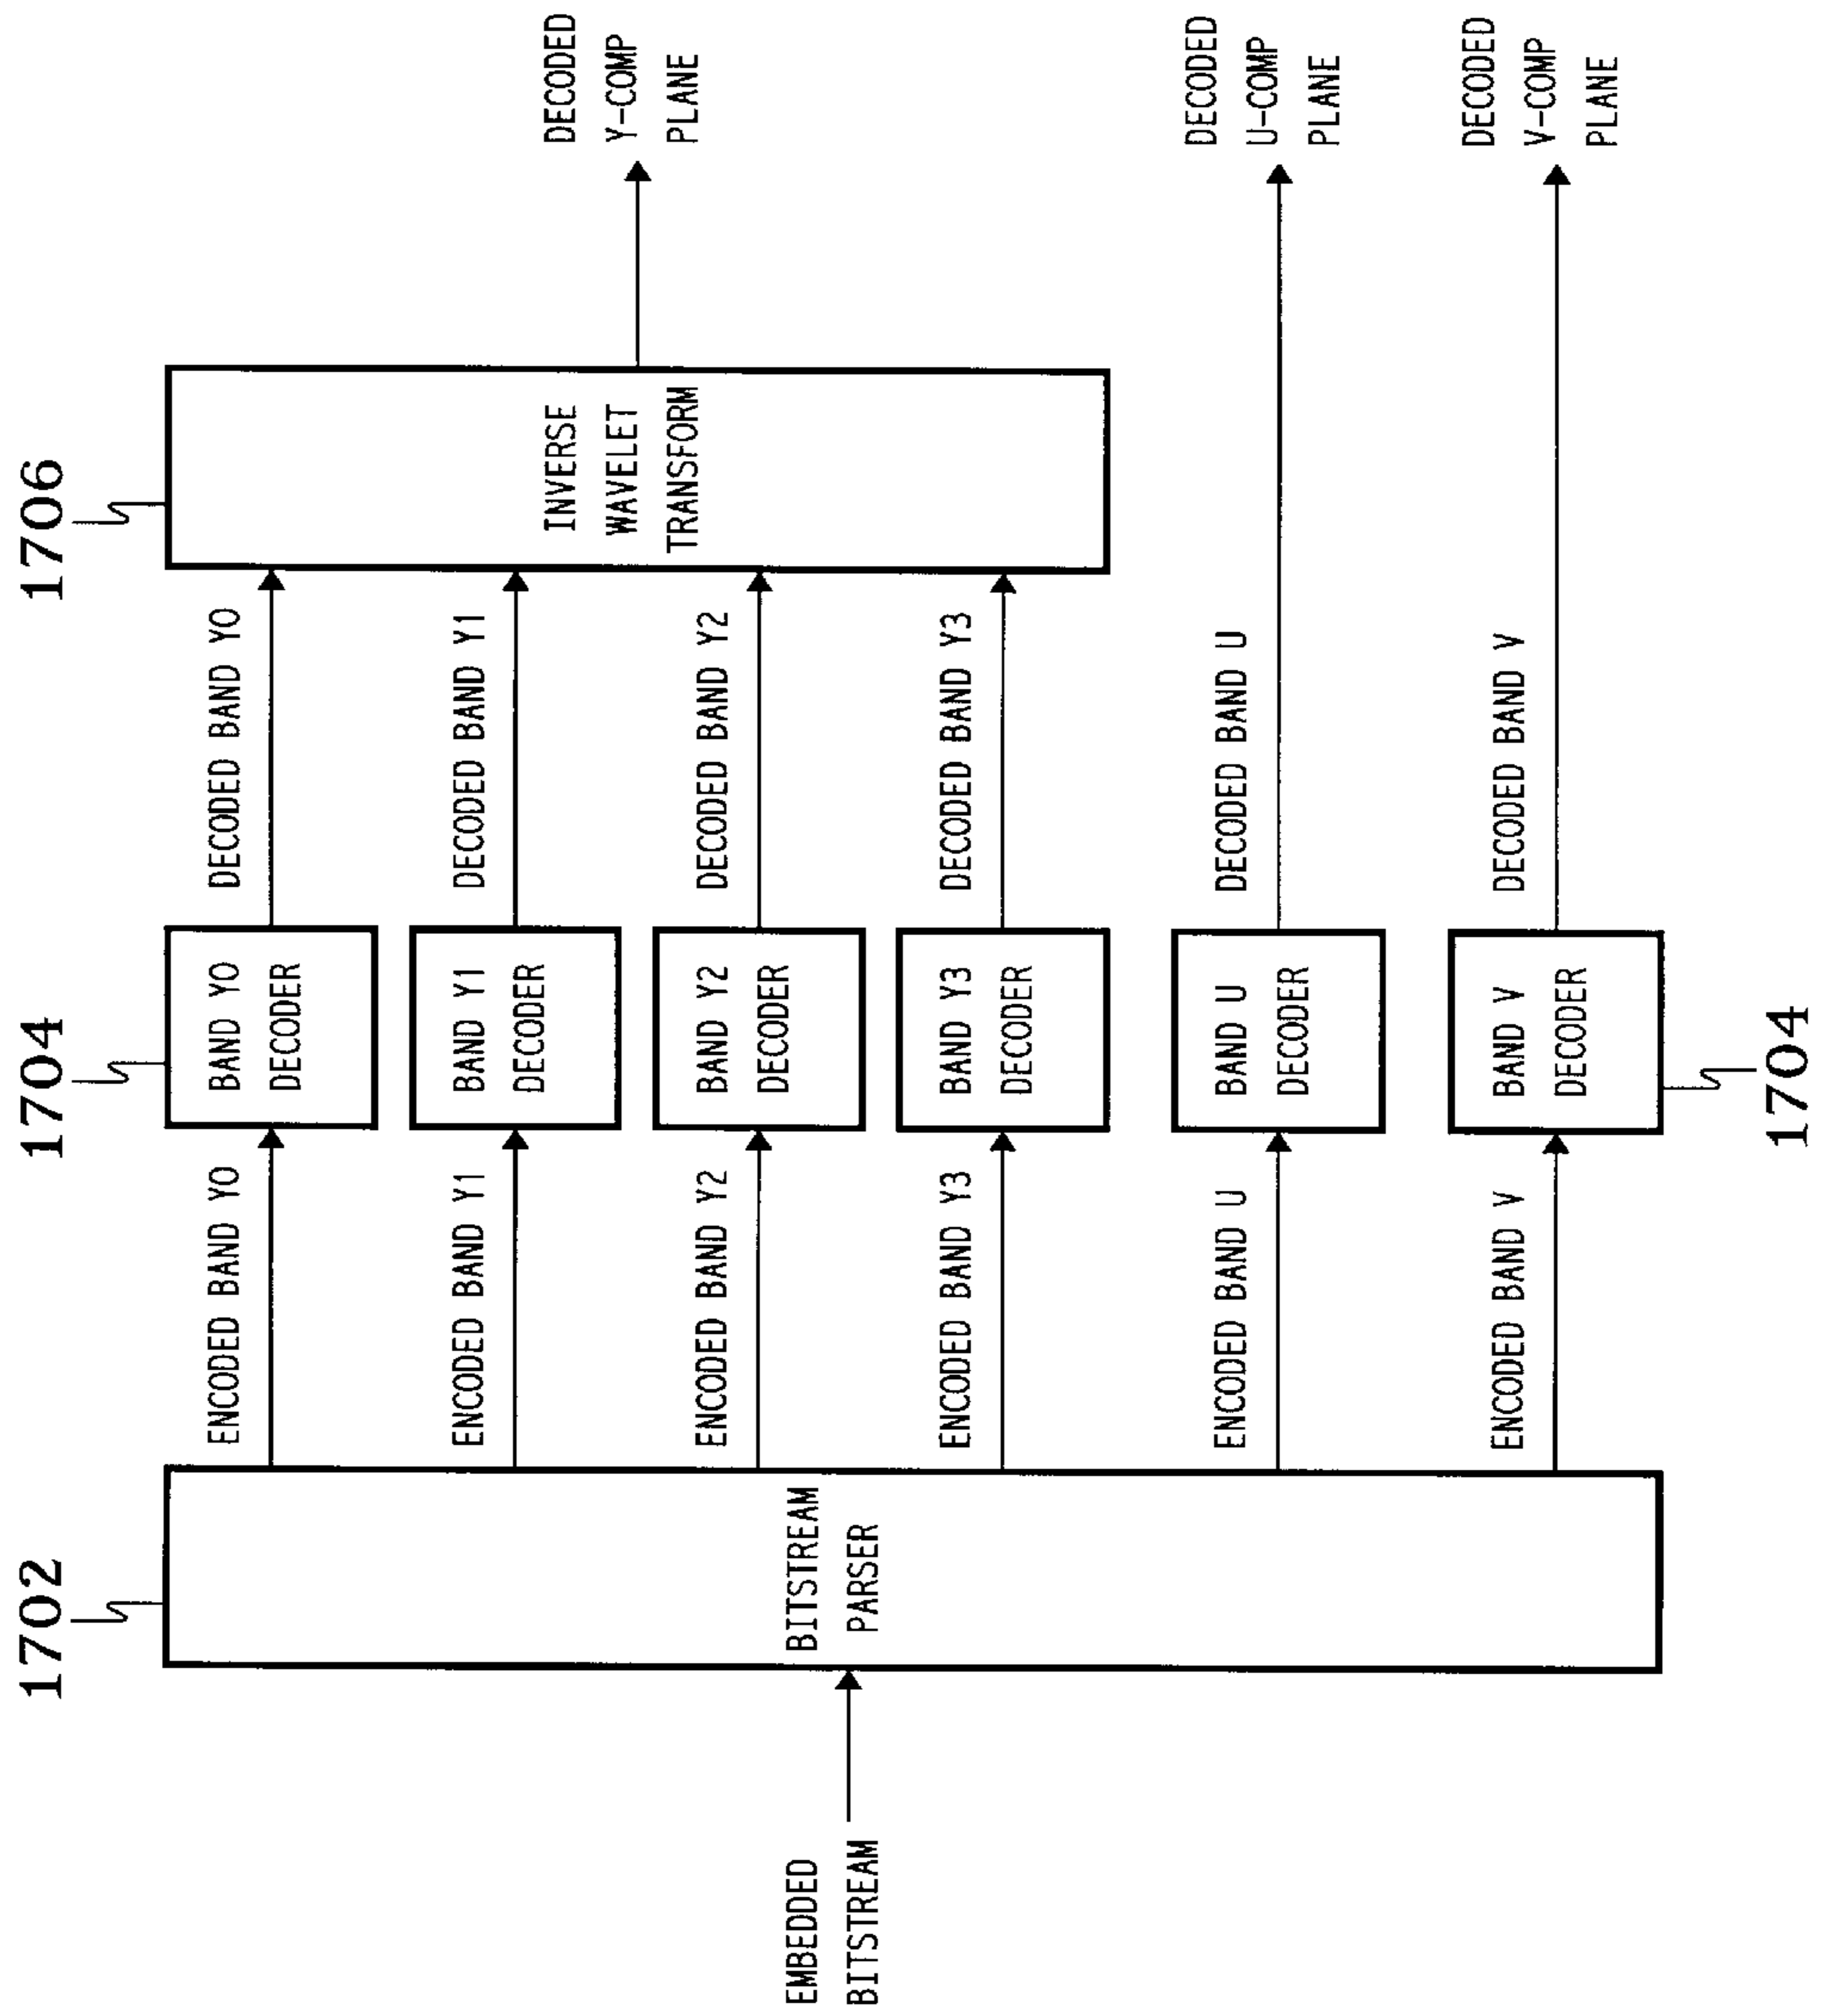 EMBEDDED
BITSTREAM
1702
BITSTREAM
PARSER
ENCODED BAND Y0
ENCODED BAND Y1
ENCODED BAND Y2
ENCODED BAND Y3
ENCODED BAND U
ENCODED BAND V
1704
BAND Y0
DECODER
BAND Y1
DECODER
BAND Y2
DECODER
BAND Y3
DECODER
BAND U
DECODER
BAND V
DECODER
1704
DECODED BAND Y0
DECODED BAND Y1
DECODED BAND Y2
DECODED BAND Y3
DECODED BAND U
DECODED BAND V
1706
INVERSE
WAVELET
TRANSFORM
DECODED
Y-COMP
PLANE
DECODED
U-COMP
PLANE
DECODED
V-COMP
PLANE